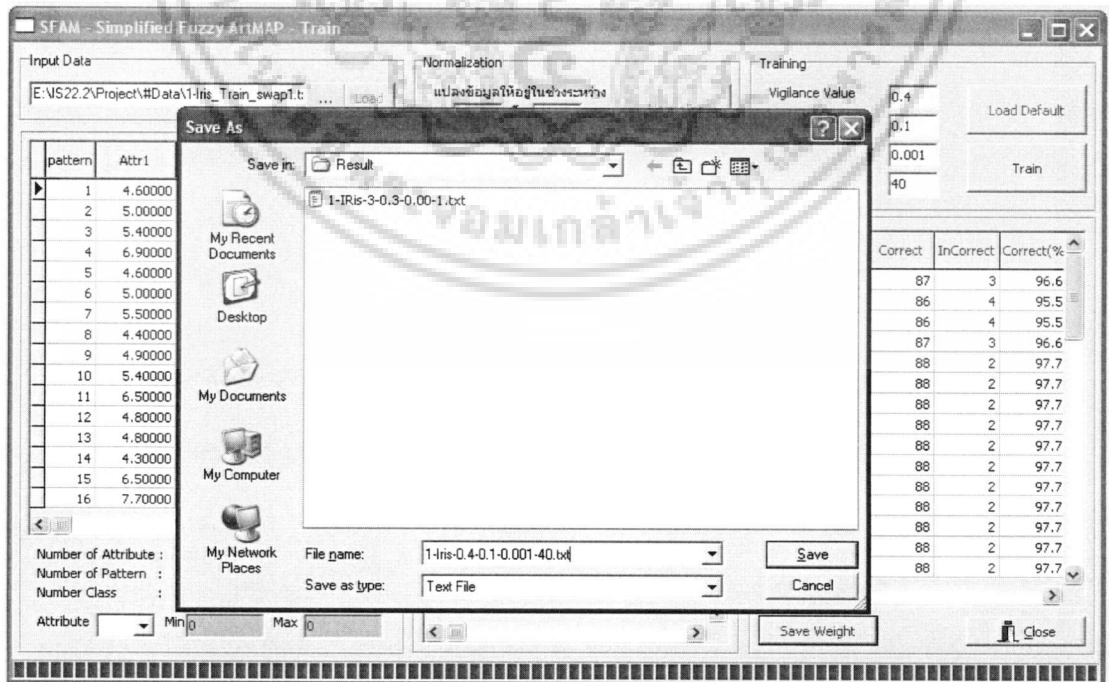 SFAM - Simplified Fuzzy ArtMAP - Train
Input Data
E:\IS22.2\Project\#Data\1-Iris_Train_swap1.t:
...
Load
Normalization
แปลงข้อมูลให้อยู่ในช่วงระหว่าง
Training
Vigilance Value
0.4
0.1
0.001
40
Load Default
Train
Save As
Save in:
Result
1-IRis-3-0.3-0.00-1.txt
My Recent Documents
Desktop
My Documents
My Computer
My Network Places
File name:
1-Iris-0.4-0.1-0.001-40.txt
Save
Save as type:
Text File
Cancel
pattern Attr1
1 4.60000
2 5.00000
3 5.40000
4 6.90000
5 4.60000
6 5.00000
7 5.50000
8 4.40000
9 4.90000
10 5.40000
11 6.50000
12 4.80000
13 4.80000
14 4.30000
15 6.50000
16 7.70000
Correct InCorrect Correct(%
87 3 96.6
86 4 95.5
86 4 95.5
87 3 96.6
88 2 97.7
88 2 97.7
88 2 97.7
88 2 97.7
88 2 97.7
88 2 97.7
88 2 97.7
88 2 97.7
88 2 97.7
88 2 97.7
88 2 97.7
Number of Attribute :
Number of Pattern :
Number Class :
Attribute
Min 0
Max 0
Save Weight
Close